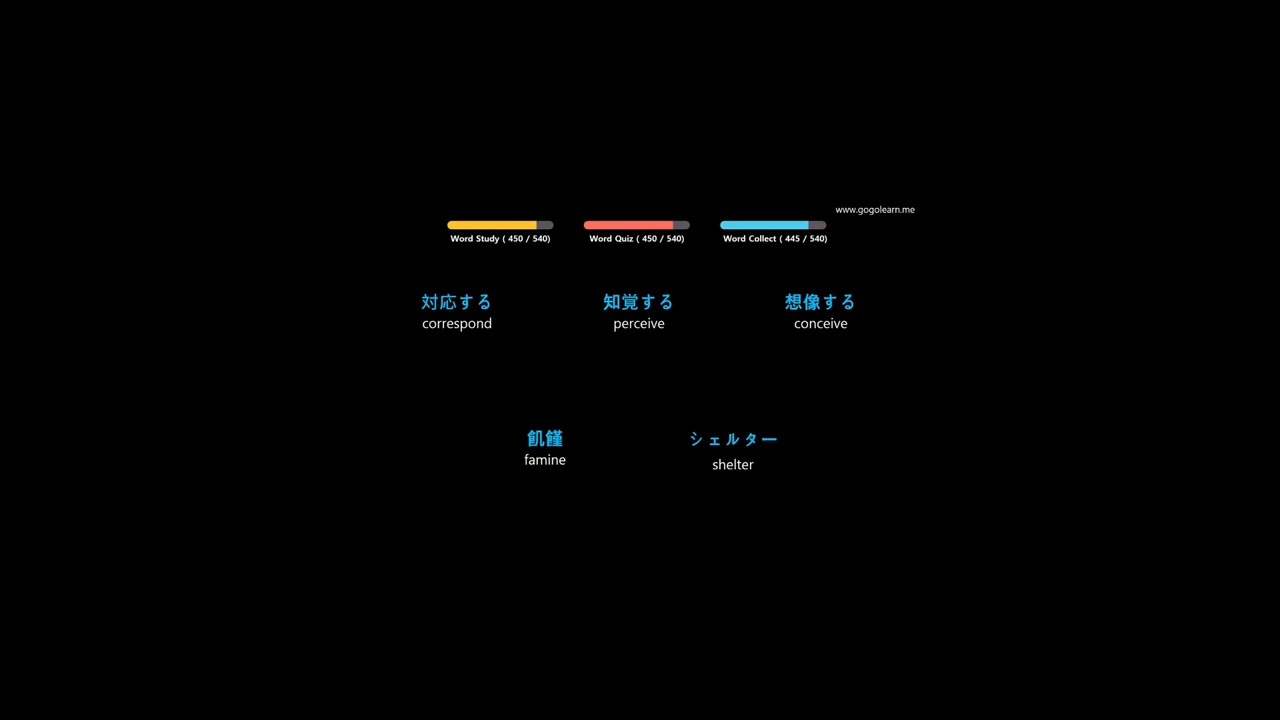 www.gogolearn.me
Word Study ( 450 / 540)
Word Quiz ( 450 / 540)
Word Collect ( 445 / 540)
対応する
correspond
知覚する
perceive
想像する
conceive
飢饉
famine
シェルター
shelter